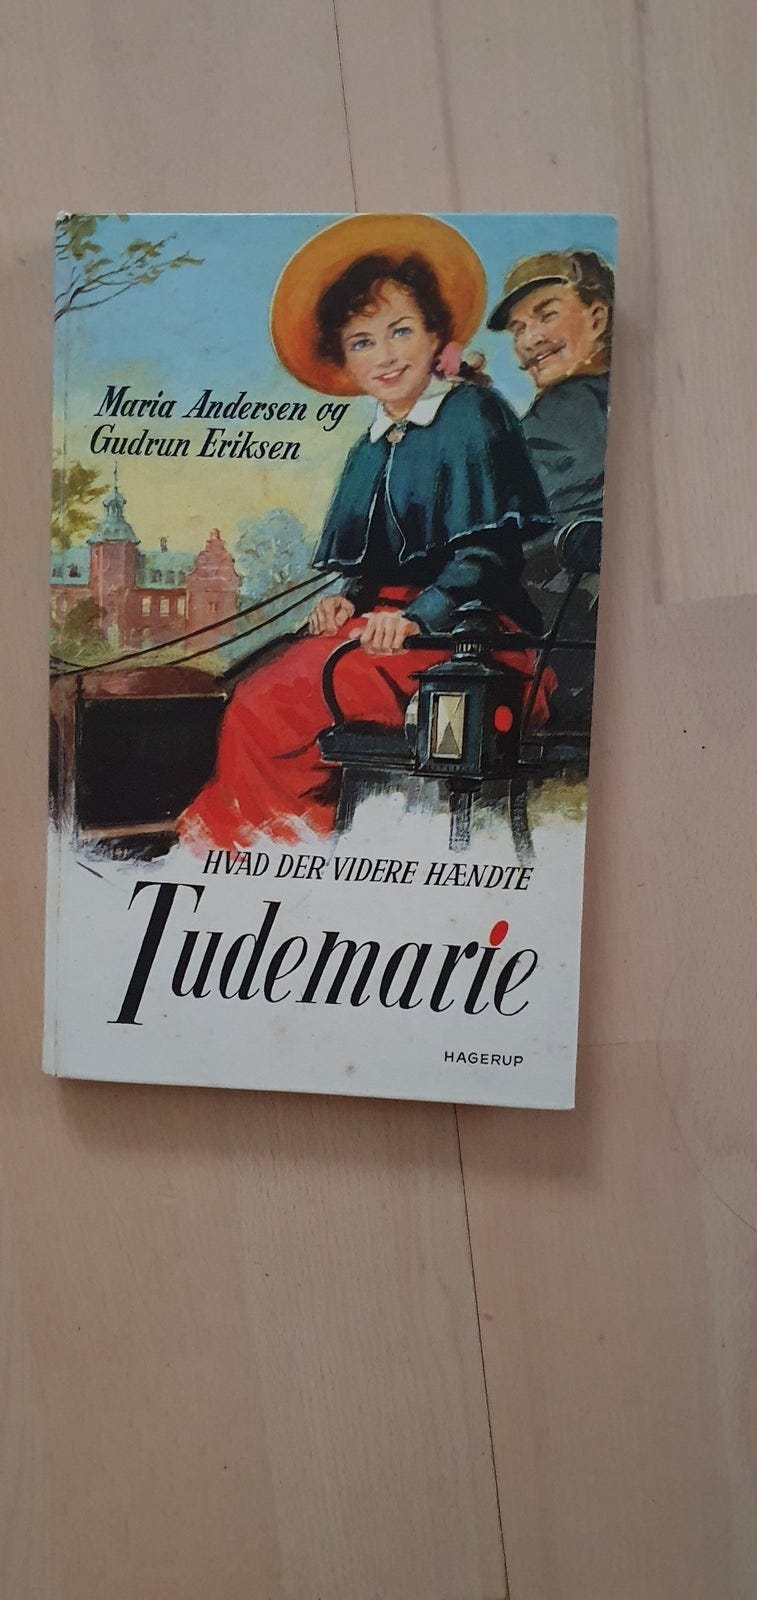 Maria Andersen og
Gudrun Eriksen
HVAD DER VIDERE HÆNDTE
Tudemarie
HAGERUP